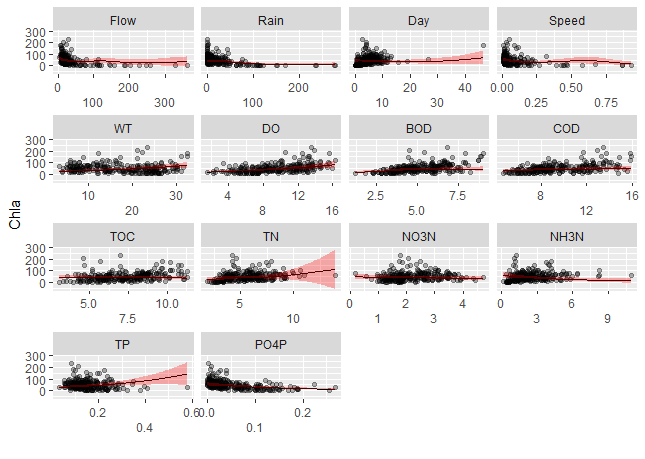 Flow Rain Day Speed
300
200
100
0
0 100 200 300 0 100 200 0 10 20 30 40 0.00 0.25 0.50 0.75
WT DO BOD COD
300
200
100
0
10 20 30 4 8 12 16 2.5 5.0 7.5 8 12 16
Chla
TOC TN NO3N NH3N
300
200
100
0
5.0 7.5 10.0 5 10 0 1 2 3 4 0 3 6 9
TP PO4P
300
200
100
0
0.2 0.4 0.6 0.0 0.1 0.2